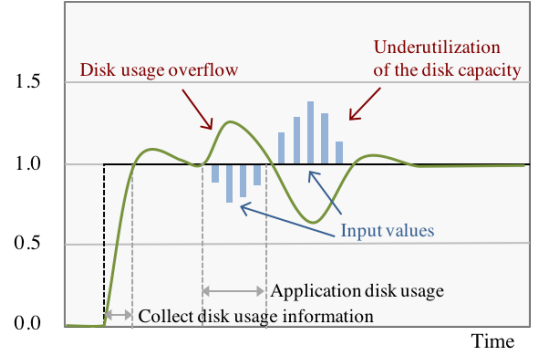 Underutilization
of the disk capacity
Disk usage overflow
1.5
1.0
Input values
0.5
Application disk usage
Collect disk usage information
0.0
Time